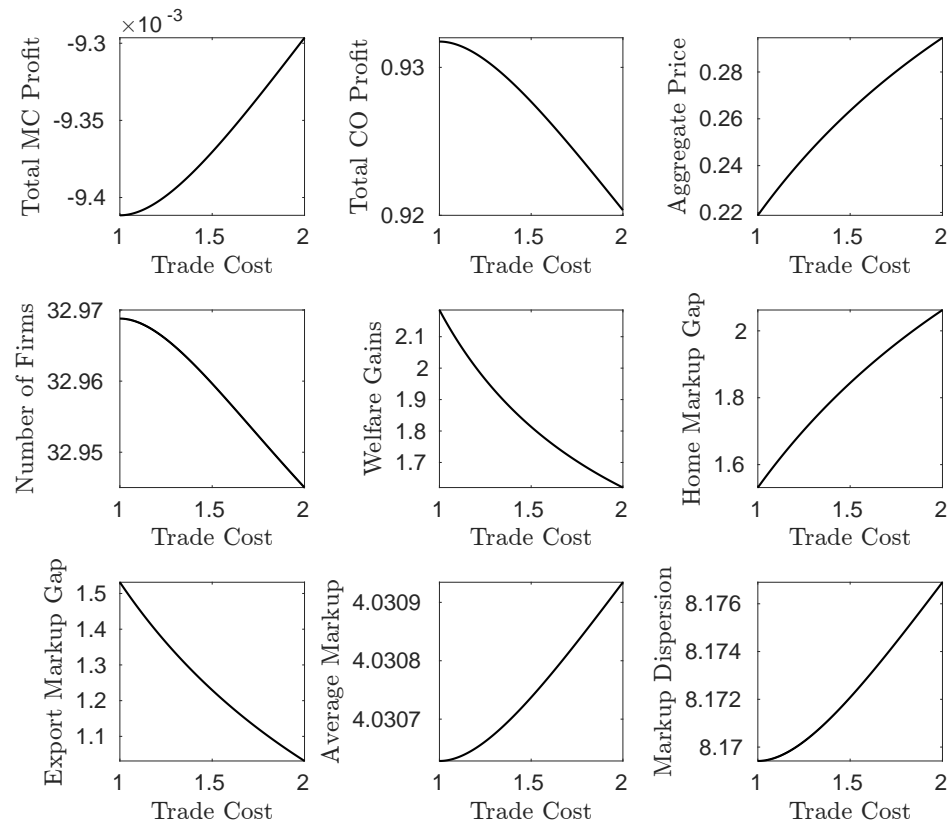 ×10 -3
Total MC Profit
-9.3
-9.35
-9.4
1 1.5 2
Trade Cost
Total CO Profit
0.93
0.92
1 1.5 2
Trade Cost
Aggregate Price
0.28
0.26
0.24
0.22
1 1.5 2
Trade Cost
Number of Firms
32.97
32.96
32.95
1 1.5 2
Trade Cost
Welfare Gains
2.1
2
1.9
1.8
1.7
1 1.5 2
Trade Cost
Home Markup Gap
2
1.8
1.6
1 1.5 2
Trade Cost
Export Markup Gap
1.5
1.4
1.3
1.2
1.1
1 1.5 2
Trade Cost
Average Markup
4.0309
4.0308
4.0307
1 1.5 2
Trade Cost
Markup Dispersion
8.176
8.174
8.172
8.17
1 1.5 2
Trade Cost